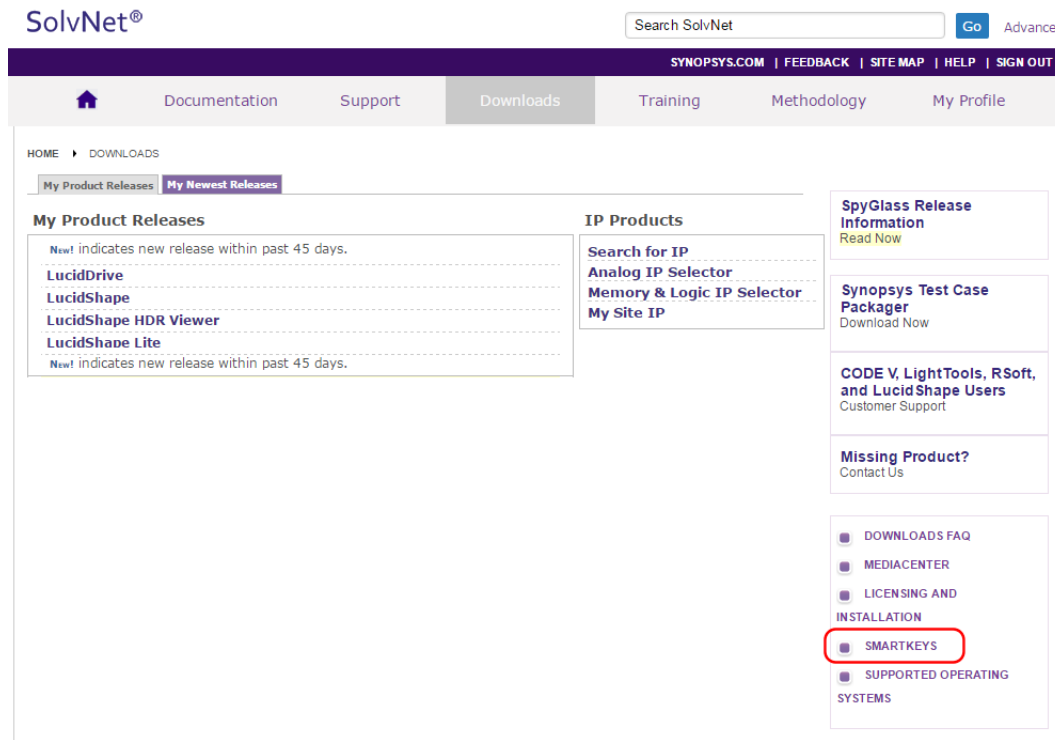 SolvNet®
Search SolvNet
Go
Advance
SYNOPSYS.COM | FEEDBACK | SITE MAP | HELP | SIGN OUT
Documentation Support Downloads Training Methodology My Profile
HOME DOWNLOADS
My Product Releases My Newest Releases
My Product Releases
New! indicates new release within past 45 days.
LucidDrive
LucidShape
LucidShape HDR Viewer
LucidShape Lite
New! indicates new release within past 45 days.
IP Products
Search for IP
Analog IP Selector
Memory & Logic IP Selector
My Site IP
SpyGlass Release
Information
Read Now
Synopsys Test Case
Packager
Download Now
CODE V, LightTools, RSoft,
and LucidShape Users
Customer Support
Missing Product?
Contact Us
DOWNLOADS FAQ
MEDIACENTER
LICENSING AND
INSTALLATION
SMARTKEYS
SUPPORTED OPERATING
SYSTEMS